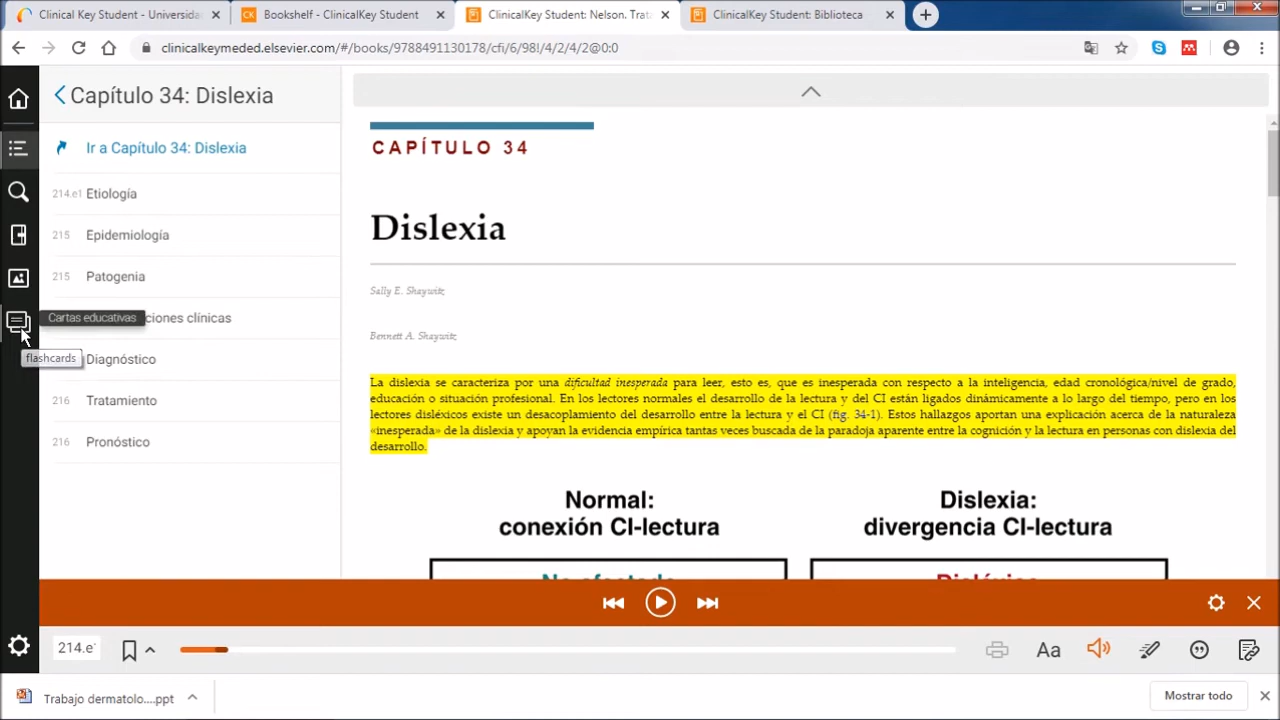 Clinical Key Student - Universida
Bookshelf - ClinicalKey Student
ClinicalKey Student: Nelson. Trata
ClinicalKey Student: Biblioteca
clinicalkeymeded.elsevier.com/#/books/9788491130178/cfi/6/98!/4/2/4/2@0:0
Capítulo 34: Dislexia
Ir a Capítulo 34: Dislexia
214.e1 Etiología
215 Epidemiología
215 Patogenia
Cartas educativas
ciones clínicas
flashcards
Diagnóstico
216 Tratamiento
216 Pronóstico
CAPÍTULO 34
Dislexia
Sally E. Shaywitz
Bennett A. Shaywitz
La dislexia se caracteriza por una dificultad inesperada para leer, esto es, que es inesperada con respecto a la inteligencia, edad cronológica/nivel de grado,
educación o situación profesional. En los lectores normales el desarrollo de la lectura y del CI están ligados dinámicamente a lo largo del tiempo, pero en los
lectores disléxicos existe un desacoplamiento del desarrollo entre la lectura y el CI (fig. 34-1). Estos hallazgos aportan una explicación acerca de la naturaleza
«inesperada» de la dislexia y apoyan la evidencia empírica tantas veces buscada de la paradoja aparente entre la cognición y la lectura en personas con dislexia del
desarrollo.
Normal:
conexión CI-lectura
Dislexia:
divergencia CI-lectura
214.e
Aa
Trabajo dermatolo....ppt
Mostrar todo